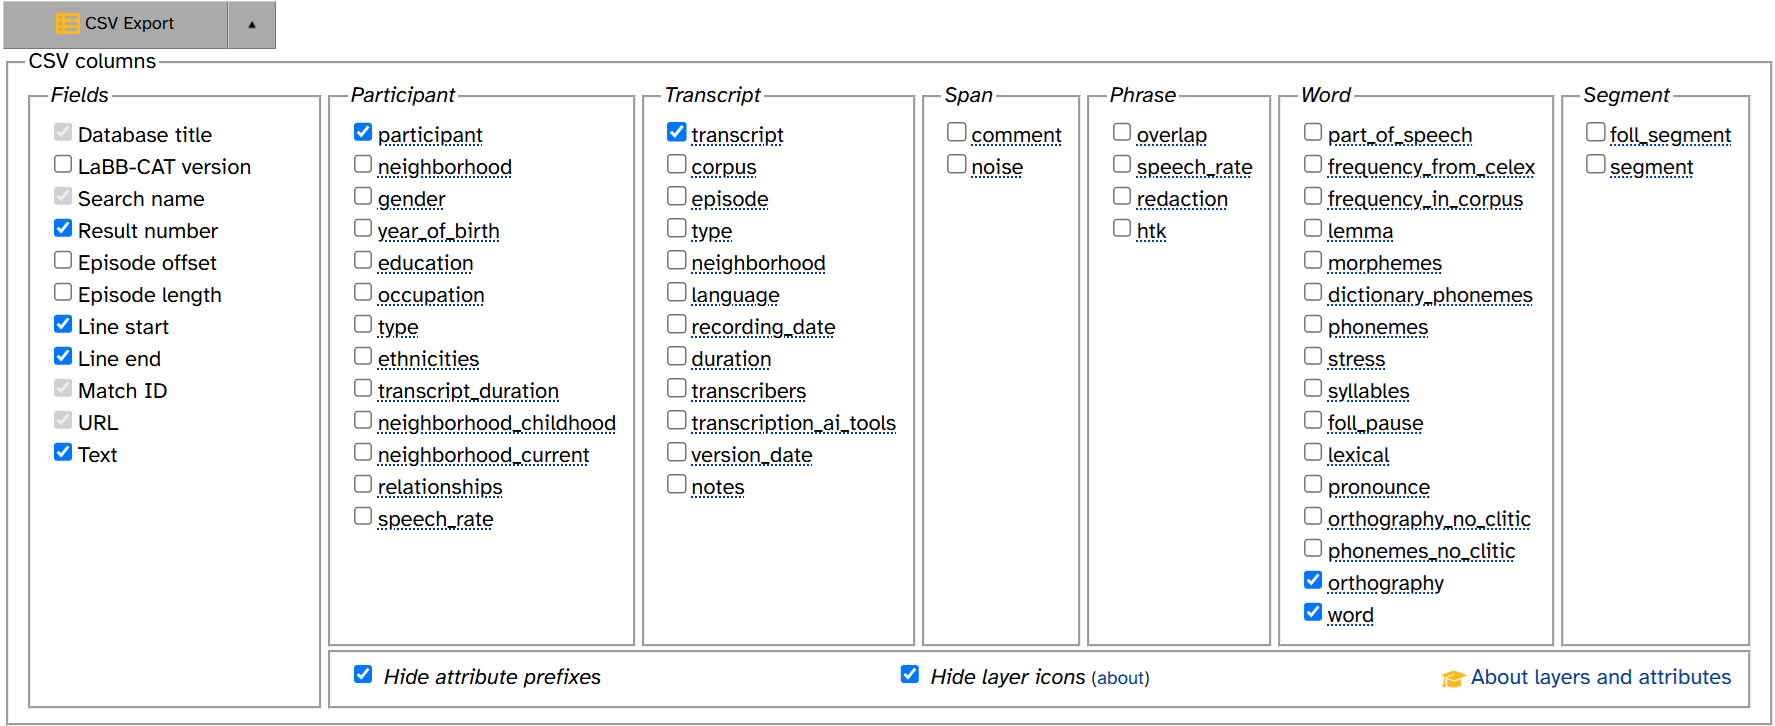 CSV Export ▲
CSV columns
Fields
Database title
LaBB-CAT version
Search name
Result number
Episode offset
Episode length
Line start
Line end
Match ID
URL
Text
Participant
participant
neighborhood
gender
year_of_birth
education
occupation
type
ethnicities
transcript_duration
neighborhood_childhood
neighborhood_current
relationships
speech_rate
Transcript
transcript
corpus
episode
type
neighborhood
language
recording_date
duration
transcribers
transcription_ai_tools
version_date
notes
Span
comment
noise
Phrase
overlap
speech_rate
redaction
htk
Word
part_of_speech
frequency_from_celex
frequency_in_corpus
lemma
morphemes
dictionary_phonemes
phonemes
stress
syllables
foll_pause
lexical
pronounce
orthography_no_clitic
phonemes_no_clitic
orthography
word
Segment
foll_segment
segment
Hide attribute prefixes
Hide layer icons (about)
About layers and attributes